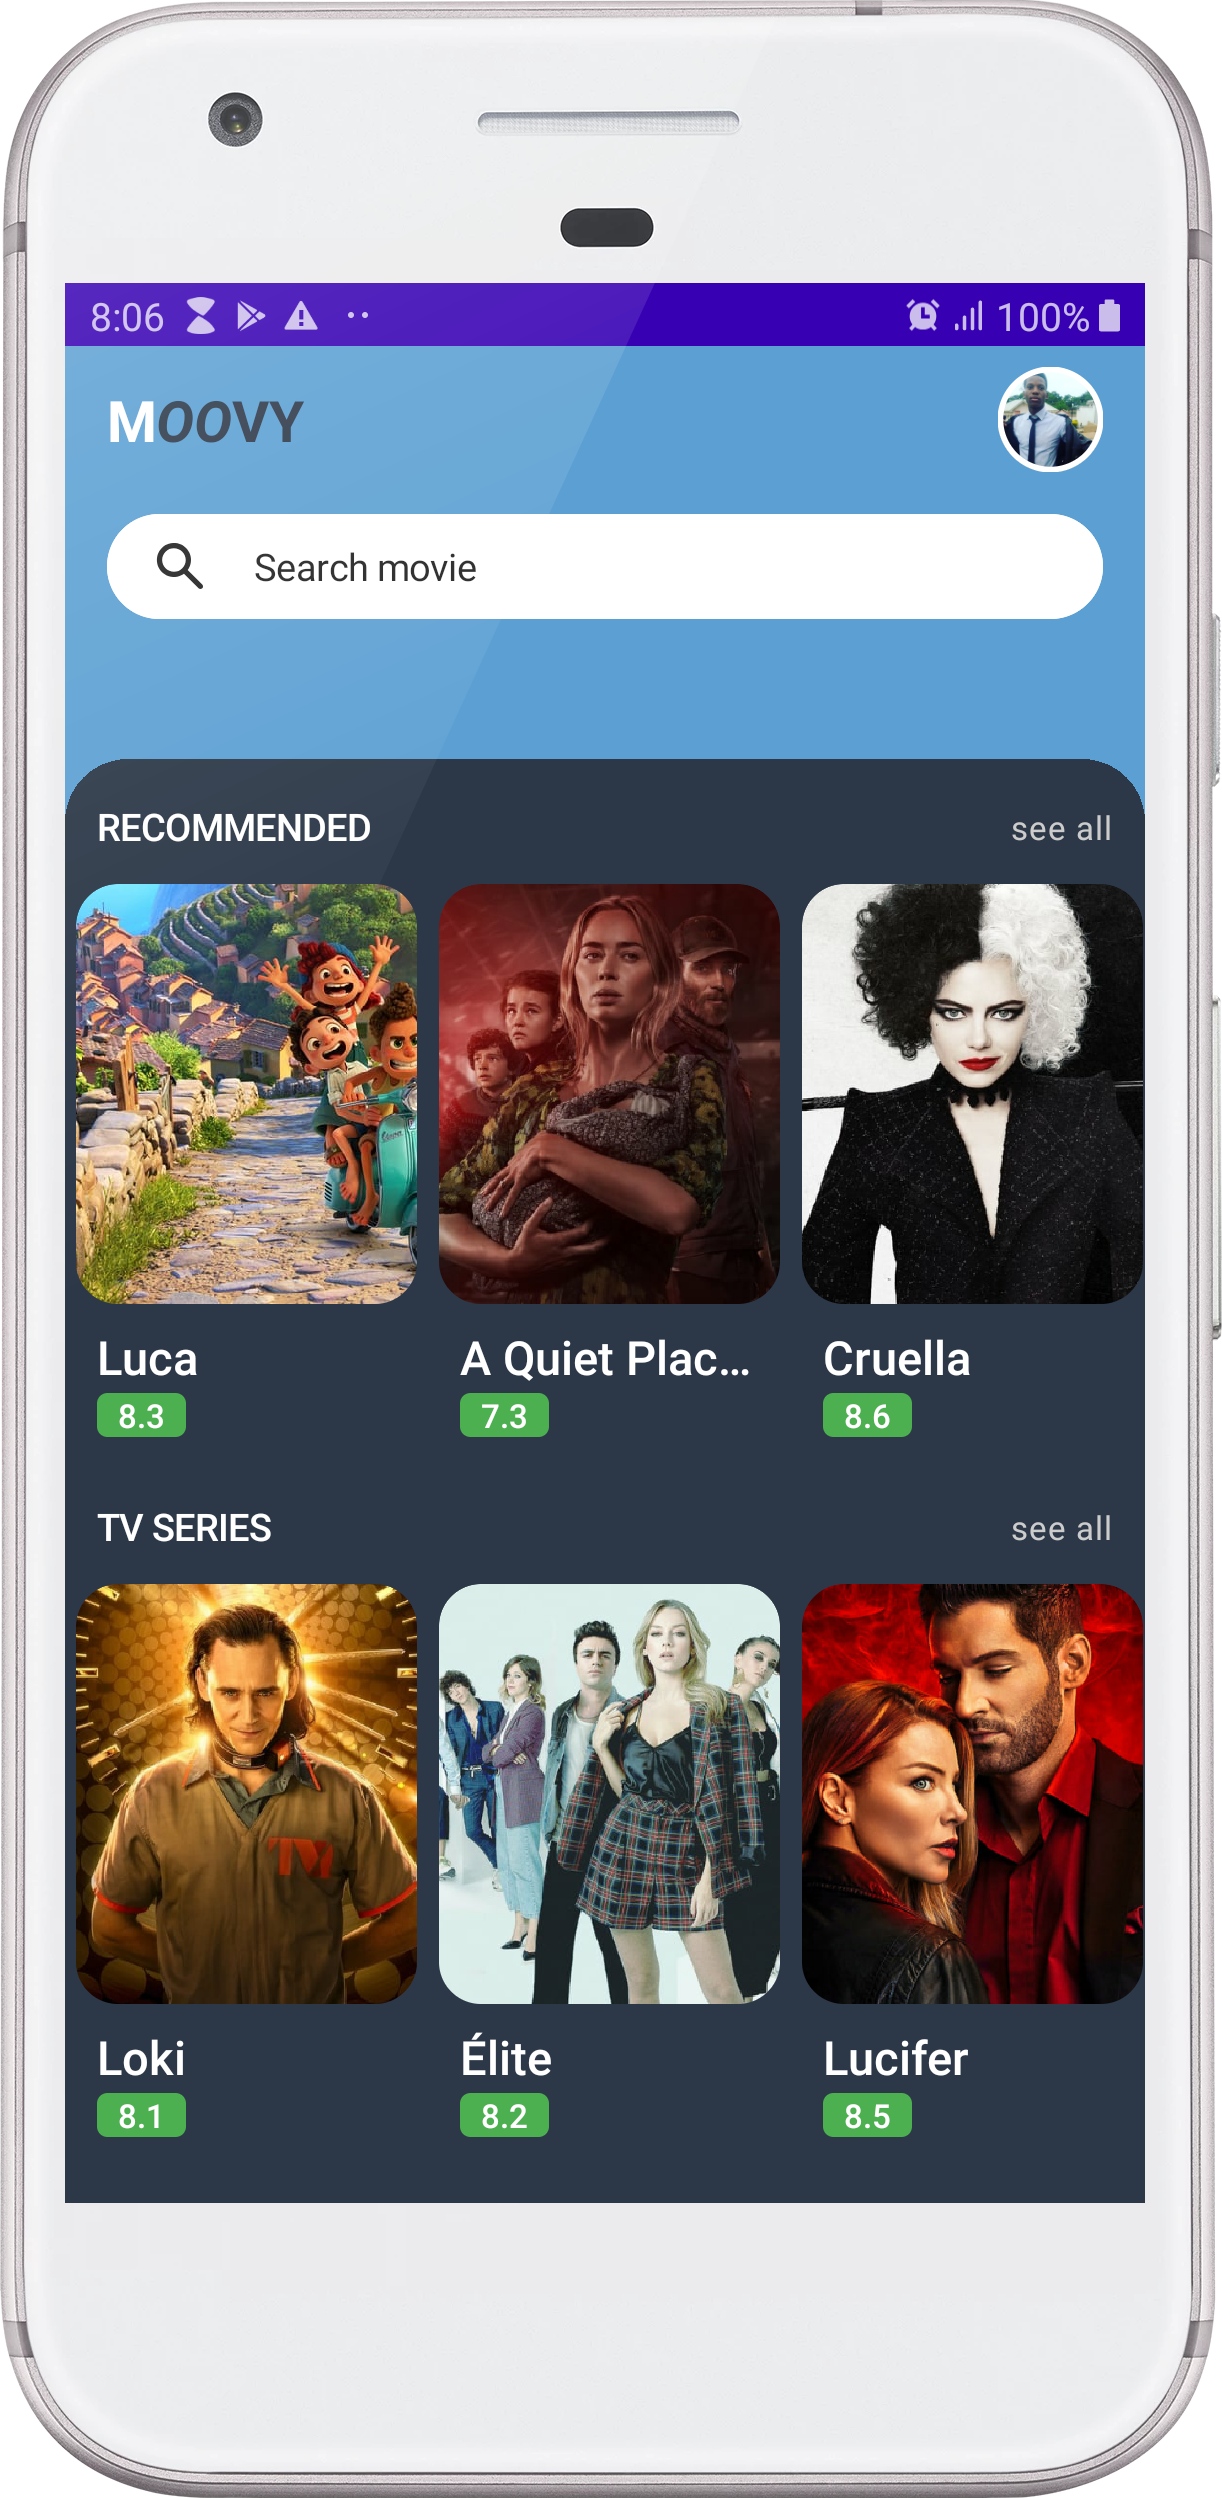 8:06 100%
MOOVY
Search movie
RECOMMENDED see all
Luca A Quiet Plac... Cruella
8.3 7.3 8.6
TV SERIES see all
Loki Élite Lucifer
8.1 8.2 8.5